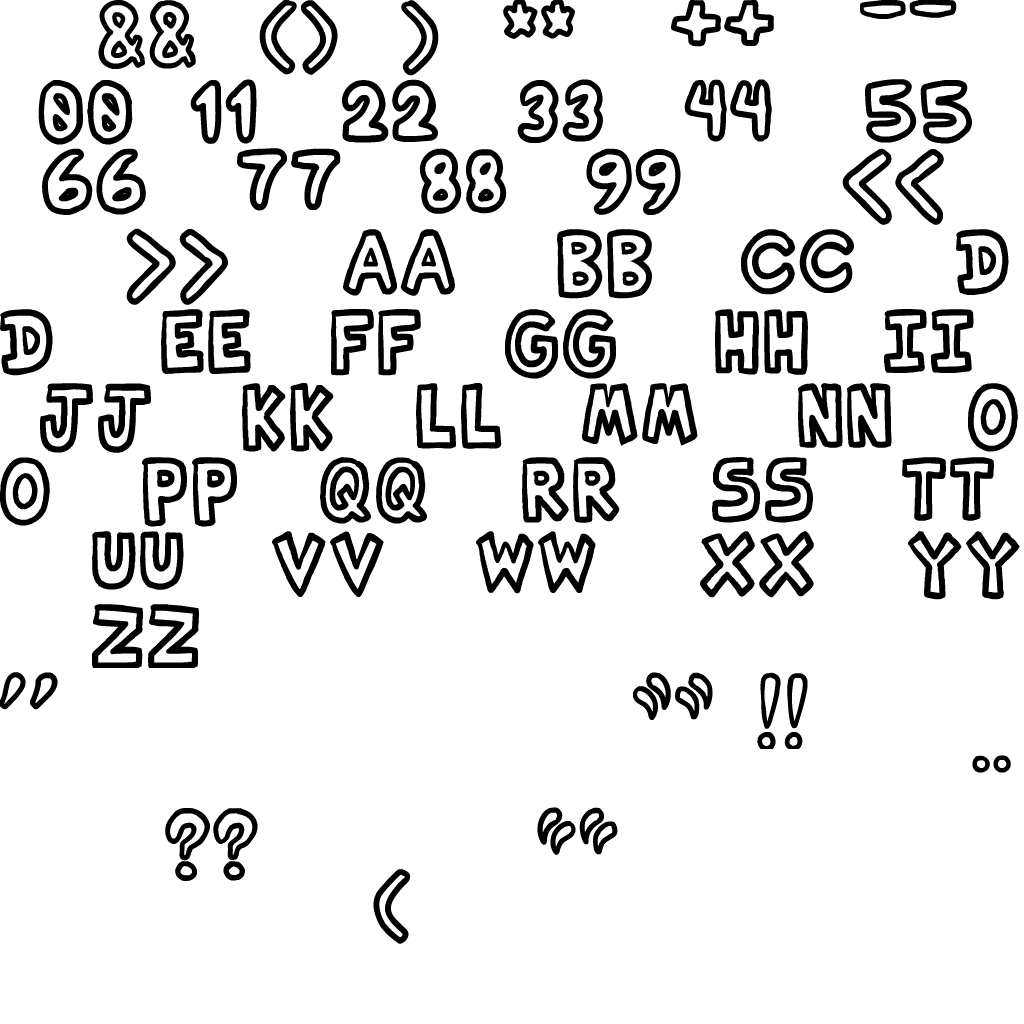 && () ) ** ++ --
00 11 22 33 44 55
66 77 88 99 <<
>> AA BB CC D
D EE FF GG HH II
JJ KK LL MM NN O
O PP QQ RR SS TT
UU VV WW XX YY
ZZ
’’ ”” !!
..
?? ““
(